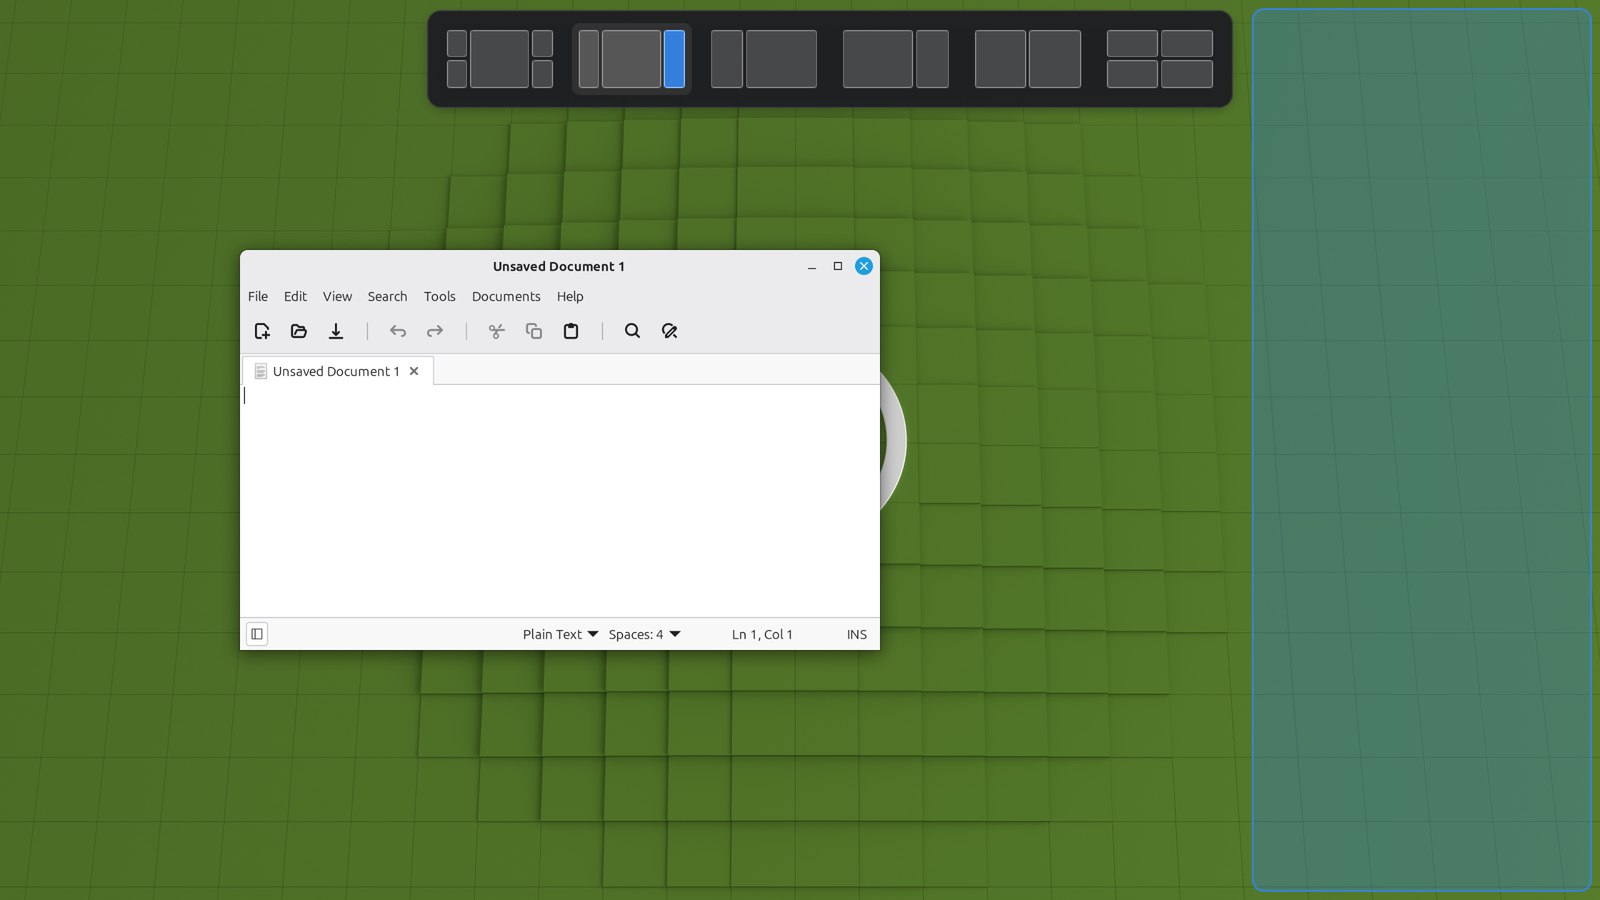 Unsaved Document 1
File Edit View Search Tools Documents Help
Unsaved Document 1
Plain Text Spaces: 4 Ln 1, Col 1 INS